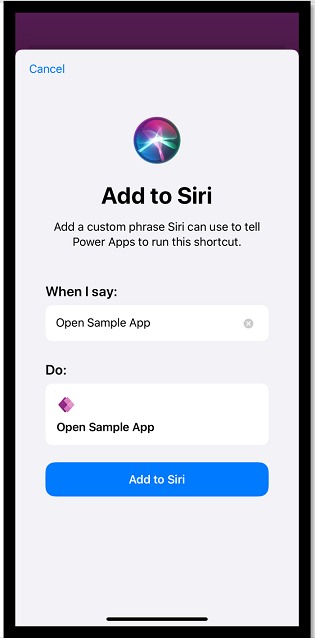 Cancel
Add to Siri
Add a custom phrase Siri can use to tell
Power Apps to run this shortcut.
When I say:
Open Sample App
Do:
Open Sample App
Add to Siri